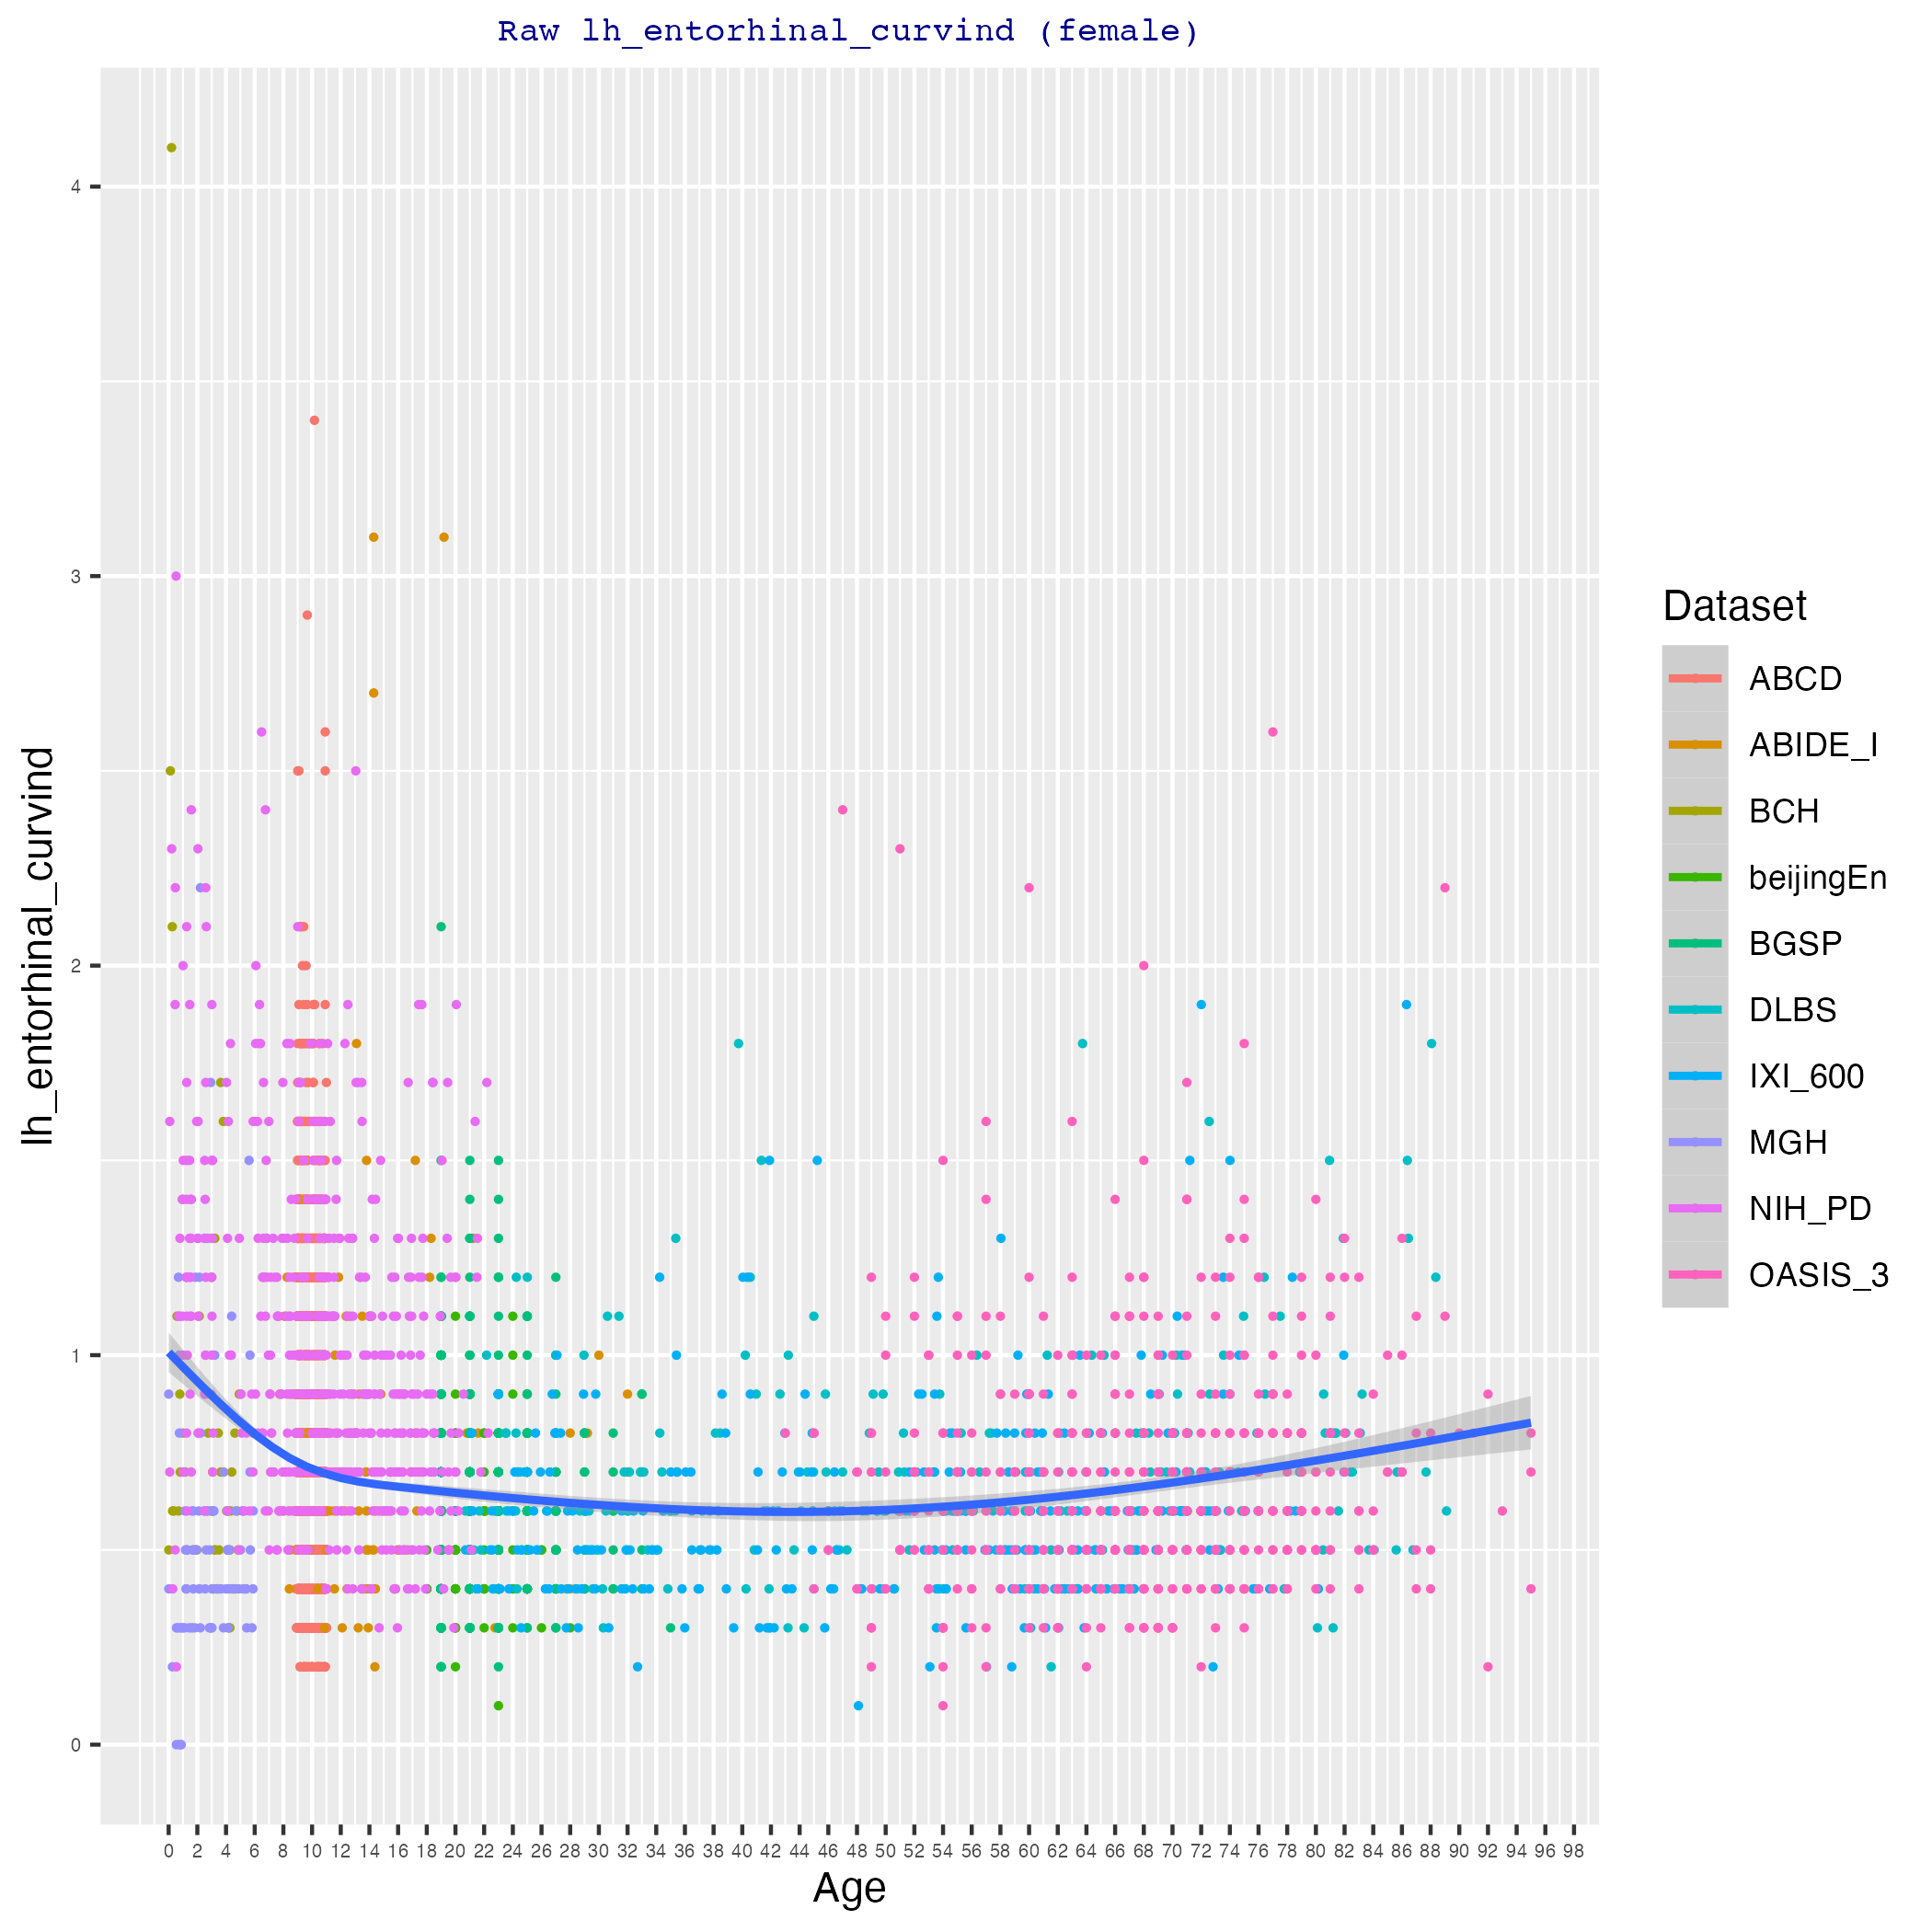 Raw lh_entorhinal_curvind (female)
lh_entorhinal_curvind
4
3
2
1
0
0 2 4 6 8 10 12 14 16 18 20 22 24 26 28 30 32 34 36 38 40 42 44 46 48 50 52 54 56 58 60 62 64 66 68 70 72 74 76 78 80 82 84 86 88 90 92 94 96 98
Age
Dataset
ABCD
ABIDE_I
BCH
beijingEn
BGSP
DLBS
IXI_600
MGH
NIH_PD
OASIS_3